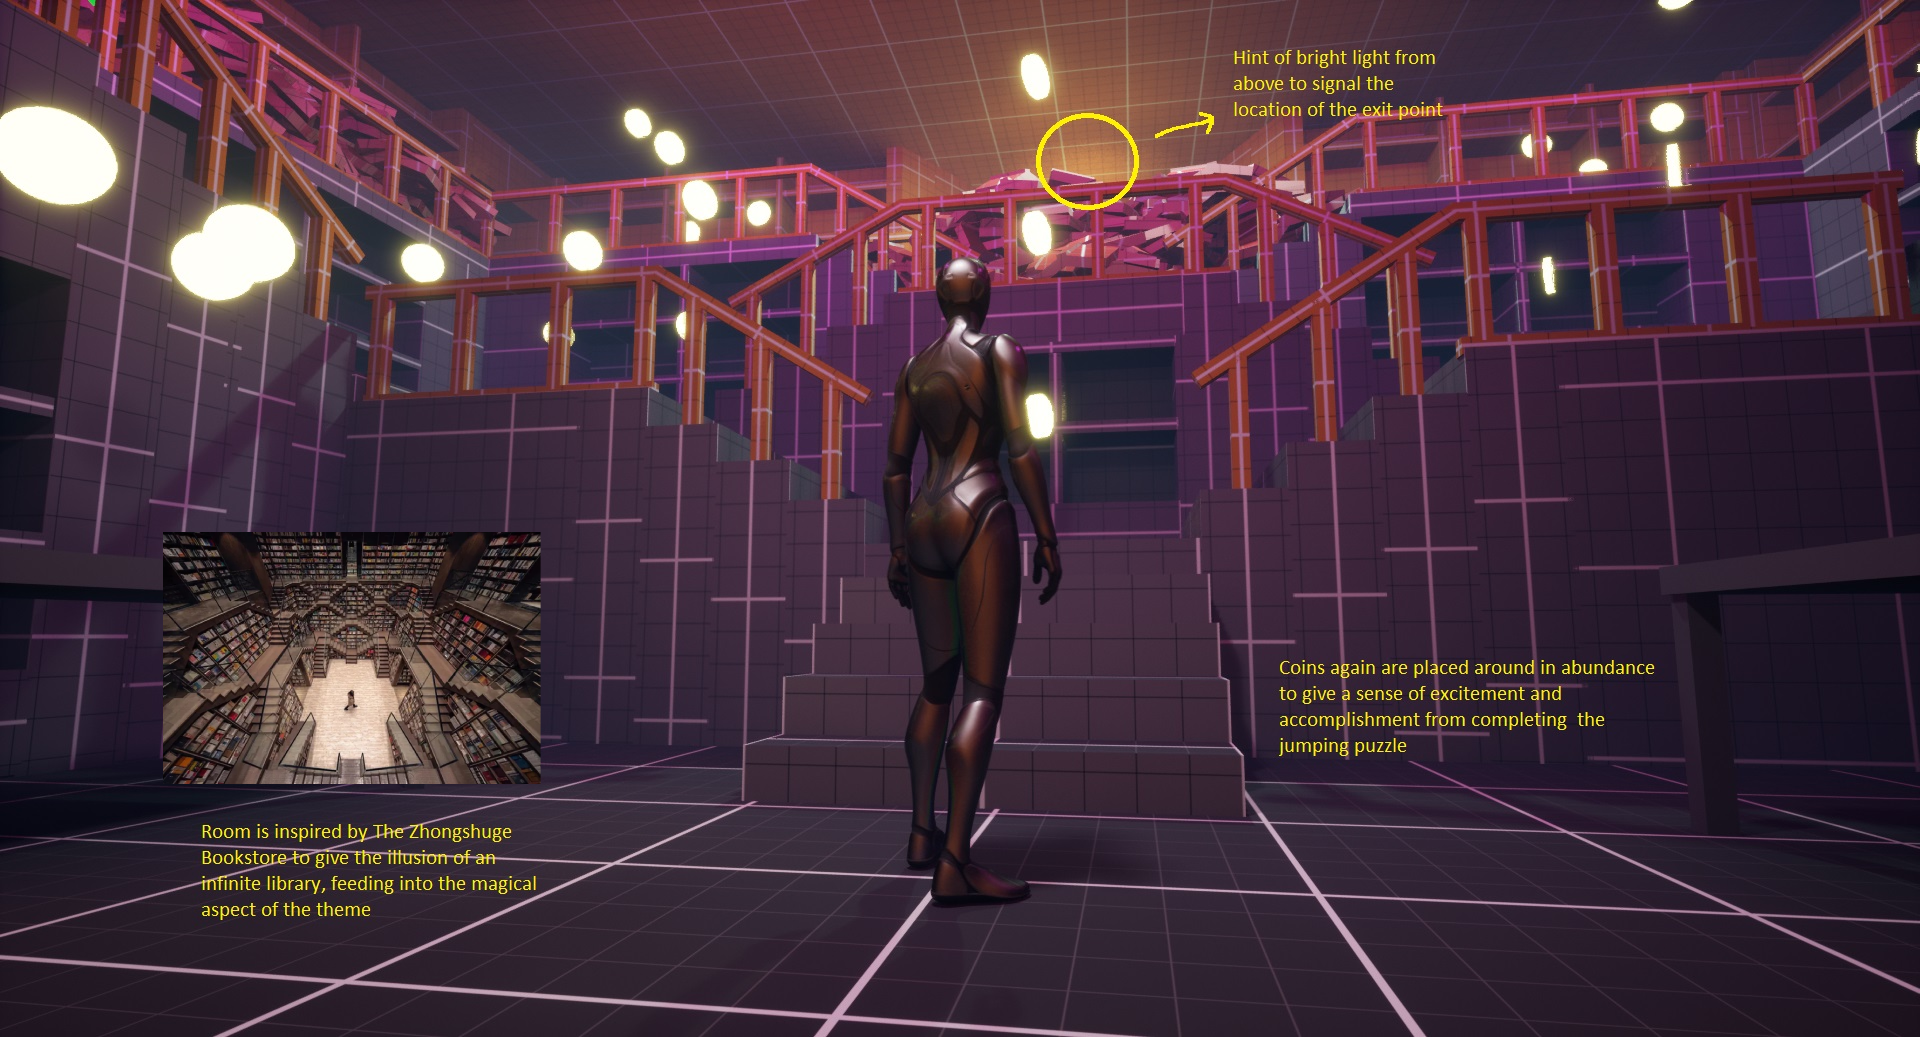 Hint of bright light from
above to signal the
location of the exit point
Coins again are placed around in abundance
to give a sense of excitement and
accomplishment from completing  the
jumping puzzle
Room is inspired by The Zhongshuge
Bookstore to give the illusion of an
infinite library, feeding into the magical
aspect of the theme